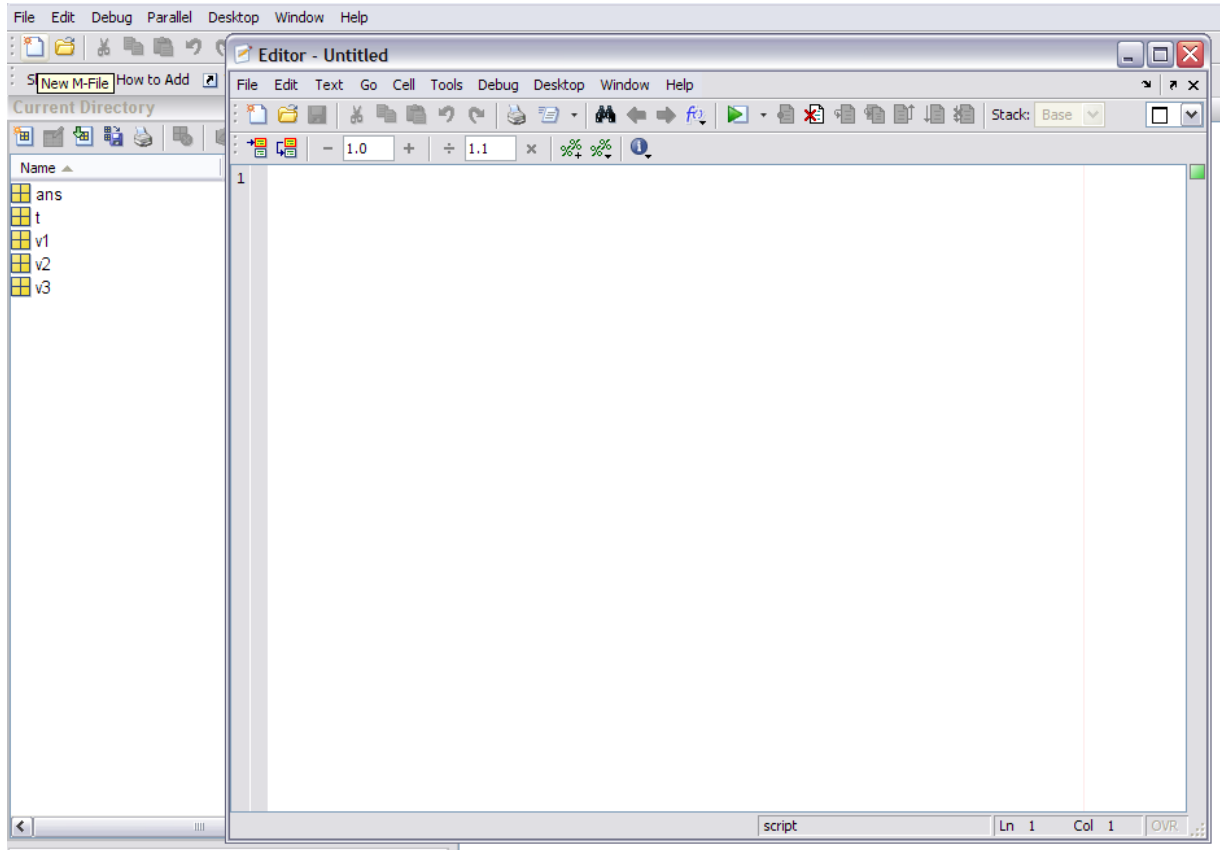 File Edit Debug Parallel Desktop Window Help
Editor - Untitled
New M-File How to Add
File Edit Text Go Cell Tools Debug Desktop Window Help
Current Directory
Stack: Base
1.0 1.1
Name
1
ans
t
v1
v2
v3
script Ln 1 Col 1 OVR